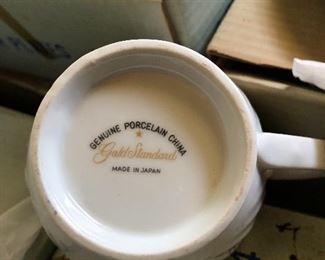 GENUINE PORCELAIN CHINA
Gold Standard
MADE IN JAPAN